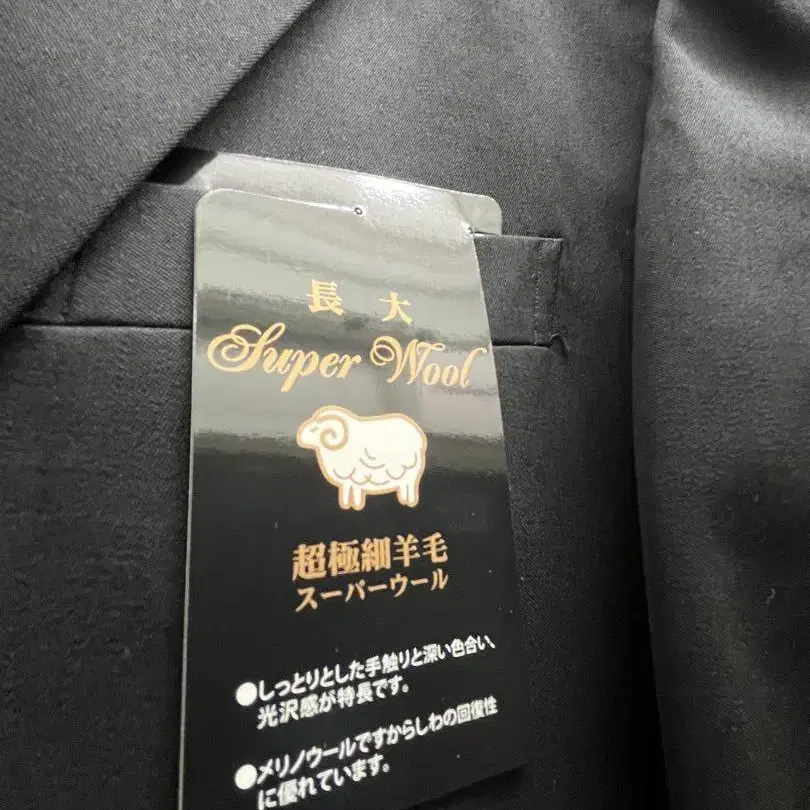 長 大
Super Wool
超極細羊毛
スーパーウール
●しっとりとした手触りと深い色合い、
光沢感が特長です。
●メリノウールですからしわの回復性
に優れています。